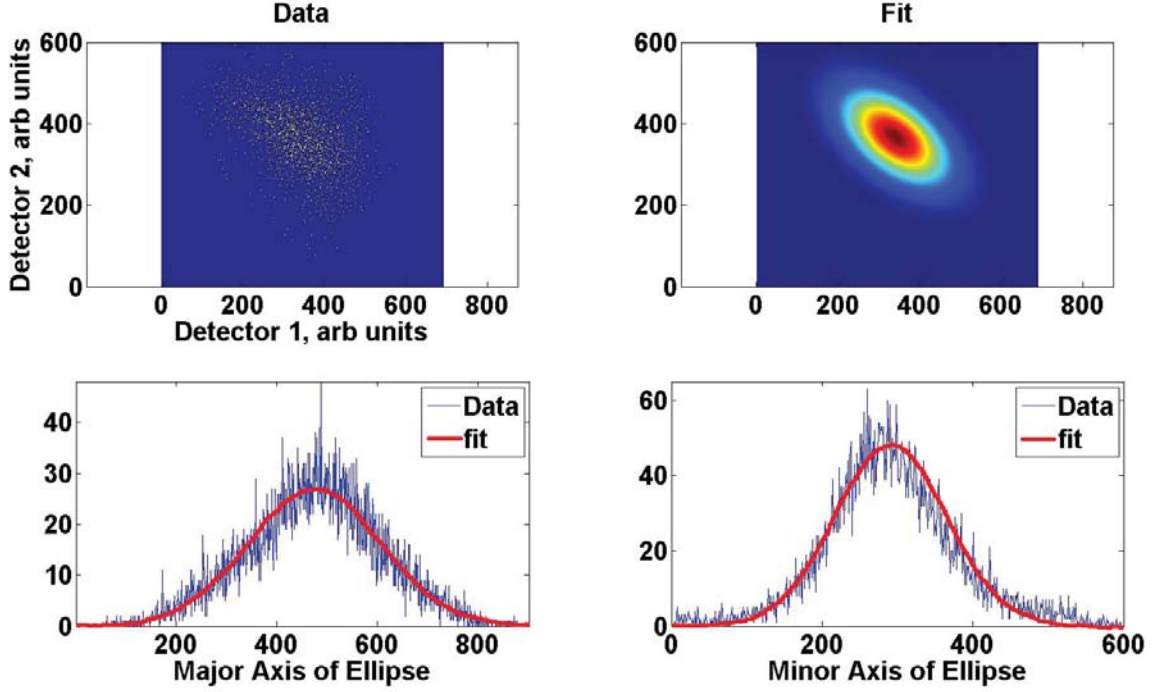 Data
Fit
Detector 2, arb units
600
400
200
0
0 200 400 600 800
Detector 1, arb units
600
400
200
0
0 200 400 600 800
40
30
20
10
0
200 400 600 800
Major Axis of Ellipse
Data
fit
60
40
20
0
0 200 400 600
Minor Axis of Ellipse
Data
fit